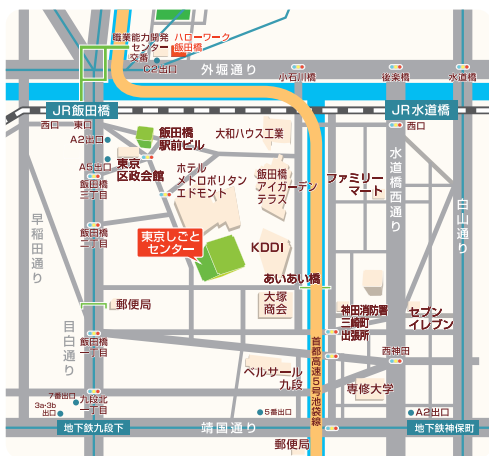 職業能力開発
センター
ハローワーク
飯田橋
交番
C2出口
外堀通り
小石川橋
後楽橋
水道橋
JR飯田橋
JR水道橋
西口
東口
西口
A2出口
飯田橋
駅前ビル
大和ハウス工業
A5出口
東京
区政会館
ホテル
メトロポリタン
エドモント
飯田橋
アイガーデン
テラス
ファミリー
マート
水道橋西通り
白山通り
飯田橋
三丁目
早稲田通り
飯田橋
二丁目
東京しごと
センター
KDDI
あいあい橋
郵便局
大塚
商会
神田消防署
三崎町
出張所
セブン
イレブン
目白通り
飯田橋
一丁目
首都高速5号池袋線
西神田
ベルサール
九段
専修大学
7番出口
3a・3b
出口
九段北
一丁目
5番出口
A2出口
地下鉄九段下
靖国通り
地下鉄神保町
郵便局